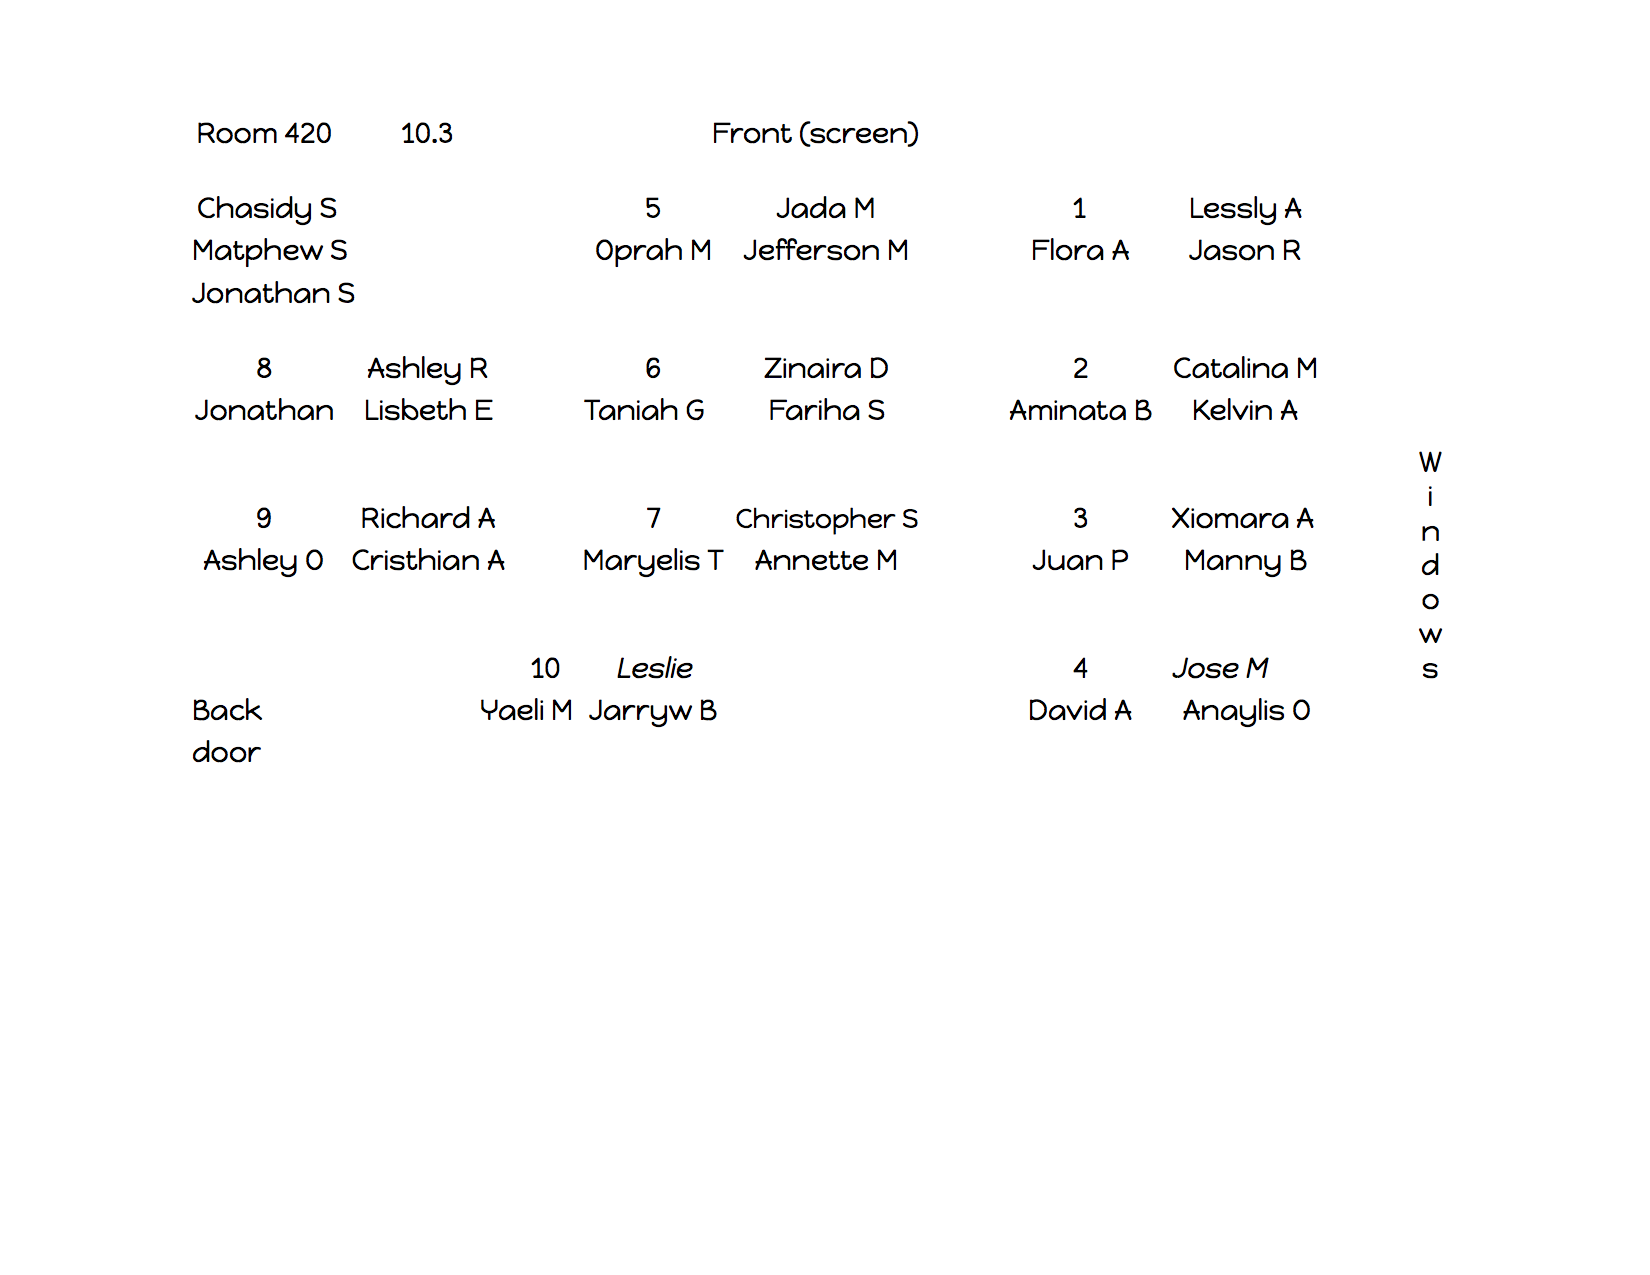 Room 420 10.3 Front (screen)
Chasidy S 5 Jada M 1 Lessly A
Matphew S Oprah M Jefferson M Flora A Jason R
Jonathan S
8 Ashley R 6 Zinaira D 2 Catalina M
Jonathan Lisbeth E Taniah G Fariha S Aminata B Kelvin A
9 Richard A 7 Christopher S 3 Xiomara A
Ashley O Cristhian A Maryelis T Annette M Juan P Manny B
10 Leslie 4 Jose M
Back Yaeli M Jarryw B David A Anaylis O
door
Windows